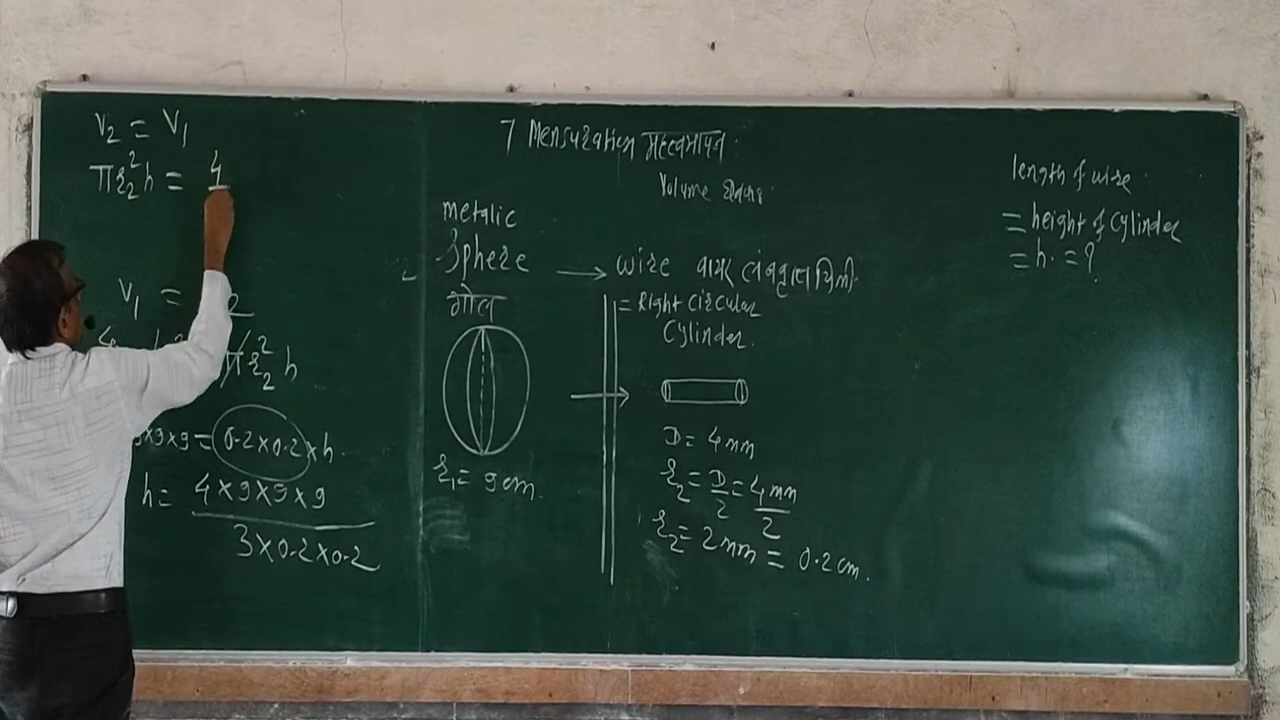 V₂ = V₁
πr₂²h = 4
V₁ =
r₂² h
9×9 = 0.2×0.2×h.
h = 4×9×9×9
3×0.2×0.2
7 Mensuration महत्वमापन.
Volume घनफळ
metalic
Sphere → wire वायर
गोल
= Right circular
Cylinder.
r₁ = 9 cm.
D = 4 mm
r₂ = D/2 = 4 mm/2
r₂ = 2 mm = 0.2 cm.
length of wire
= height of Cylinder
= h. = ?